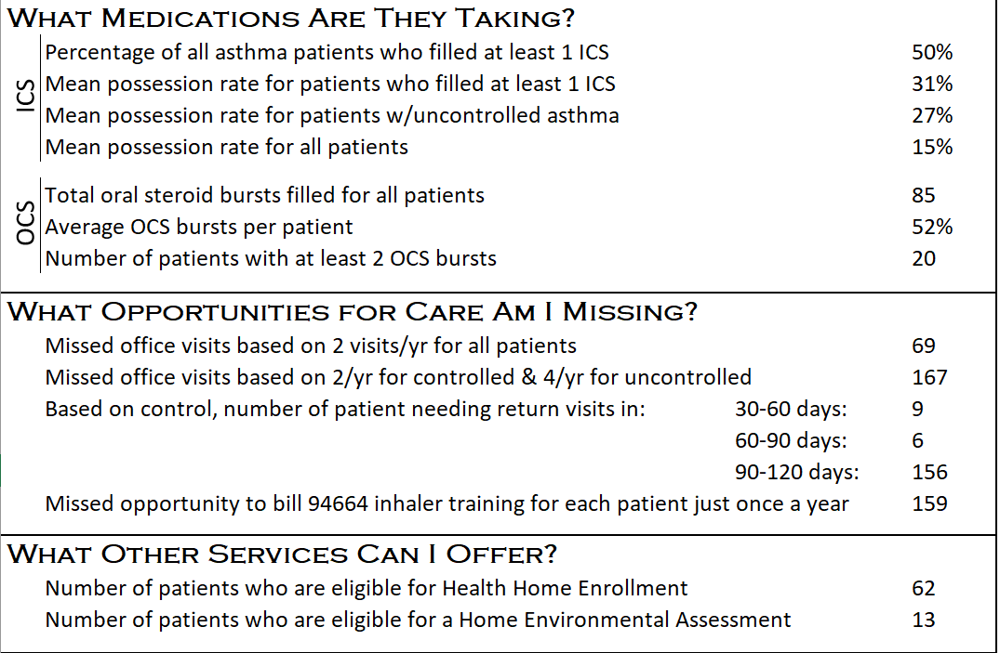 What Medications Are They Taking?
ICS
Percentage of all asthma patients who filled at least 1 ICS 50%
Mean possession rate for patients who filled at least 1 ICS 31%
Mean possession rate for patients w/uncontrolled asthma 27%
Mean possession rate for all patients 15%
OCS
Total oral steroid bursts filled for all patients 85
Average OCS bursts per patient 52%
Number of patients with at least 2 OCS bursts 20
What Opportunities for Care Am I Missing?
Missed office visits based on 2 visits/yr for all patients 69
Missed office visits based on 2/yr for controlled & 4/yr for uncontrolled 167
Based on control, number of patient needing return visits in: 30-60 days: 9
60-90 days: 6
90-120 days: 156
Missed opportunity to bill 94664 inhaler training for each patient just once a year 159
What Other Services Can I Offer?
Number of patients who are eligible for Health Home Enrollment 62
Number of patients who are eligible for a Home Environmental Assessment 13